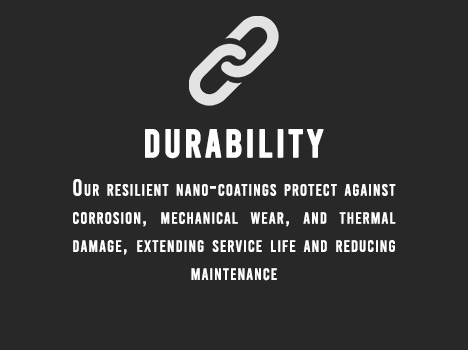 DURABILITY
Our resilient nano-coatings protect against
corrosion, mechanical wear, and thermal
damage, extending service life and reducing
maintenance